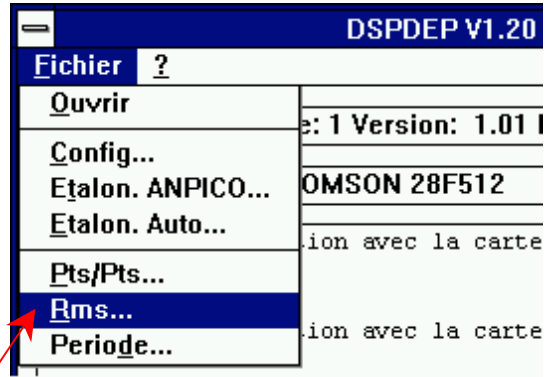 DSPDEP V1.20
Fichier ?
Ouvrir
e: 1 Version: 1.01
Config...
Etalon. ANPICO...
OMSON 28F512
Etalon. Auto...
ion avec la carte
Pts/Pts...
Rms...
ion avec la carte
Periode...